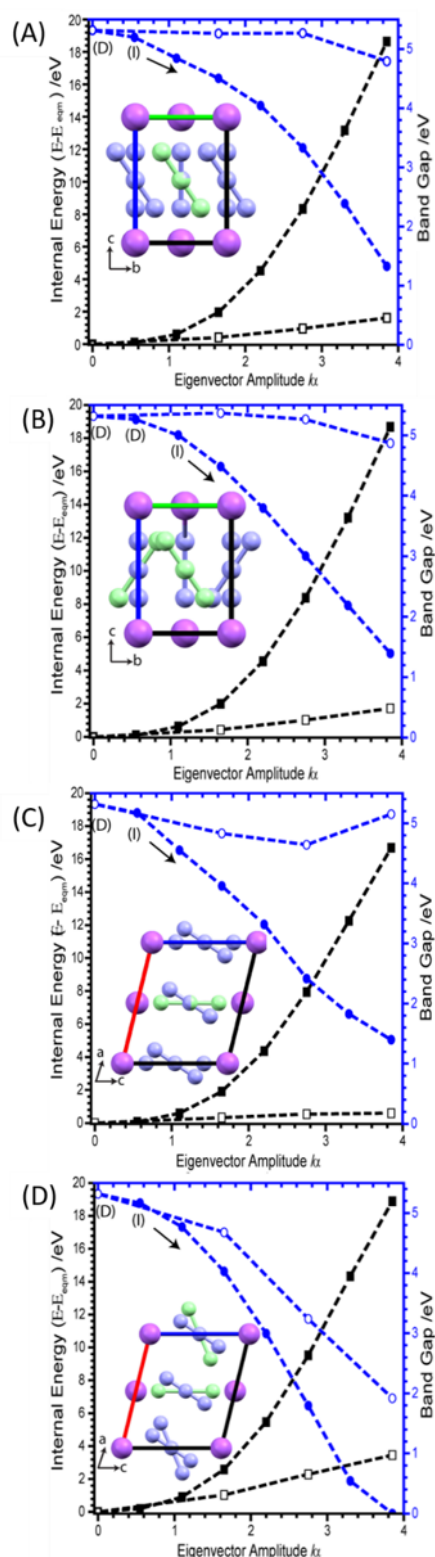 (A)
Internal Energy (E-E eqm) /eV
20
18
16
14
12
10
8
6
4
2
0
(D)
(I)
c
b
5
4
3
2
1
0
Band Gap /eV
0 1 2 3 4
Eigenvector Amplitude kα
(B)
Internal Energy (E-E eqm) /eV
20
18
16
14
12
10
8
6
4
2
0
(D) (D)
(I)
c
b
5
4
3
2
1
0
Band Gap /eV
0 1 2 3 4
Eigenvector Amplitude kα
(C)
Internal Energy (E- E eqm) /eV
20
18
16
14
12
10
8
6
4
2
0
(D)
(I)
a
c
5
4
3
2
1
0
Band Gap /eV
0 1 2 3 4
Eigenvector Amplitude kα
(D)
Internal Energy (E-E eqm) /eV
20
18
16
14
12
10
8
6
4
2
0
(D)
(I)
a
c
5
4
3
2
1
0
Band Gap /eV
0 1 2 3 4
Eigenvector Amplitude kα